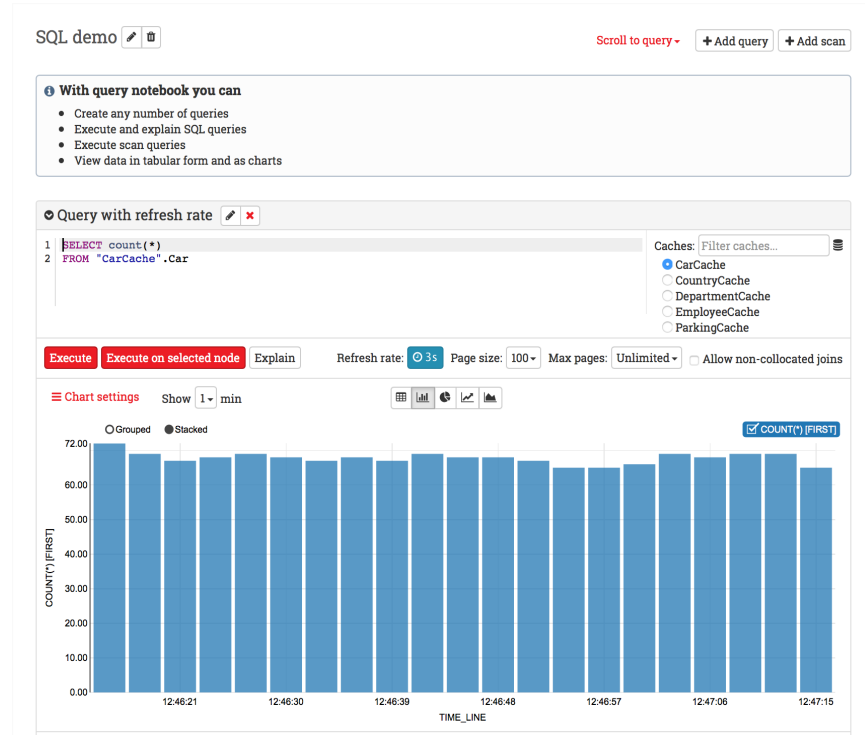 SQL demo
Scroll to query
+ Add query
+ Add scan
With query notebook you can
Create any number of queries
Execute and explain SQL queries
Execute scan queries
View data in tabular form and as charts
Query with refresh rate
1 SELECT count(*)
2 FROM "CarCache".Car
Caches: Filter caches...
CarCache
CountryCache
DepartmentCache
EmployeeCache
ParkingCache
Execute Execute on selected node Explain Refresh rate: 3s Page size: 100 Max pages: Unlimited Allow non-collocated joins
Chart settings Show 1 min
Grouped Stacked COUNT(*) [FIRST]
72.00
60.00
50.00
40.00
30.00
20.00
10.00
0.00
COUNT(*) [FIRST]
12:46:21 12:46:30 12:46:39 12:46:48 12:46:57 12:47:06 12:47:15
TIME_LINE